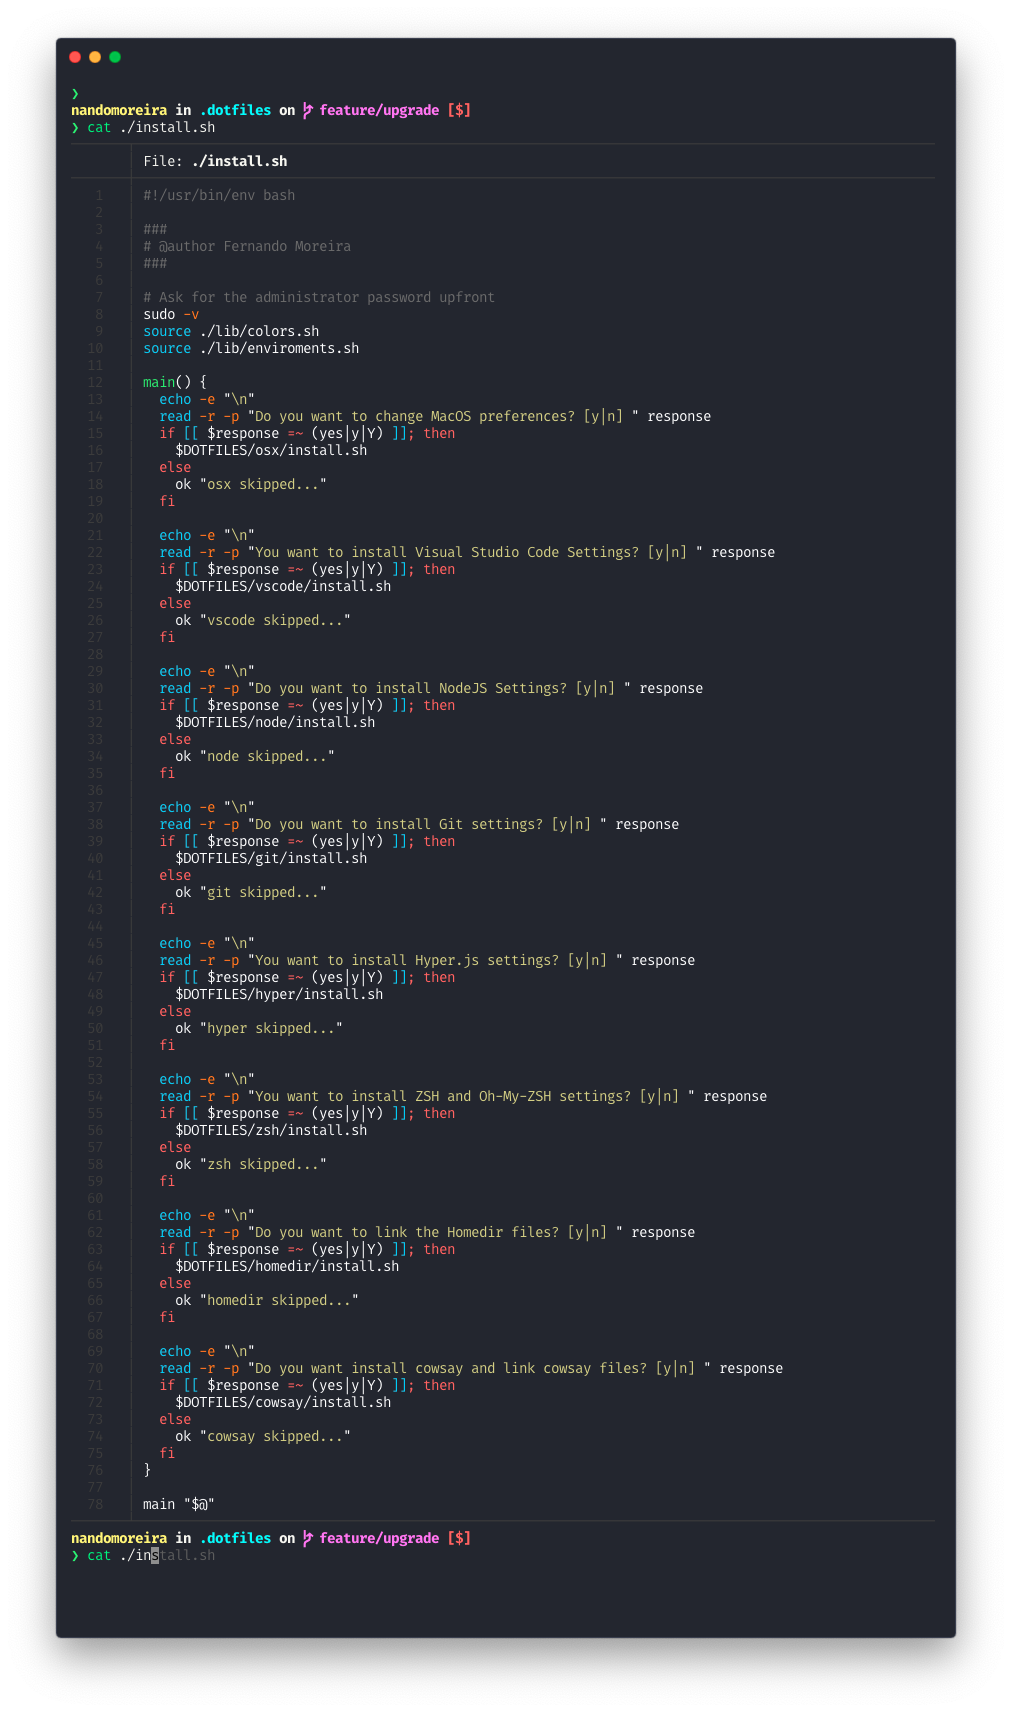 ❯
nandomoreira in .dotfiles on feature/upgrade [$]
❯ cat ./install.sh
File: ./install.sh
1 #!/usr/bin/env bash
2
3 ###
4 # @author Fernando Moreira
5 ###
6
7 # Ask for the administrator password upfront
8 sudo -v
9 source ./lib/colors.sh
10 source ./lib/enviroments.sh
11
12 main() {
13   echo -e "\n"
14   read -r -p "Do you want to change MacOS preferences? [y|n] " response
15   if [[ $response =~ (yes|y|Y) ]]; then
16     $DOTFILES/osx/install.sh
17   else
18     ok "osx skipped..."
19   fi
20
21   echo -e "\n"
22   read -r -p "You want to install Visual Studio Code Settings? [y|n] " response
23   if [[ $response =~ (yes|y|Y) ]]; then
24     $DOTFILES/vscode/install.sh
25   else
26     ok "vscode skipped..."
27   fi
28
29   echo -e "\n"
30   read -r -p "Do you want to install NodeJS Settings? [y|n] " response
31   if [[ $response =~ (yes|y|Y) ]]; then
32     $DOTFILES/node/install.sh
33   else
34     ok "node skipped..."
35   fi
36
37   echo -e "\n"
38   read -r -p "Do you want to install Git settings? [y|n] " response
39   if [[ $response =~ (yes|y|Y) ]]; then
40     $DOTFILES/git/install.sh
41   else
42     ok "git skipped..."
43   fi
44
45   echo -e "\n"
46   read -r -p "You want to install Hyper.js settings? [y|n] " response
47   if [[ $response =~ (yes|y|Y) ]]; then
48     $DOTFILES/hyper/install.sh
49   else
50     ok "hyper skipped..."
51   fi
52
53   echo -e "\n"
54   read -r -p "You want to install ZSH and Oh-My-ZSH settings? [y|n] " response
55   if [[ $response =~ (yes|y|Y) ]]; then
56     $DOTFILES/zsh/install.sh
57   else
58     ok "zsh skipped..."
59   fi
60
61   echo -e "\n"
62   read -r -p "Do you want to link the Homedir files? [y|n] " response
63   if [[ $response =~ (yes|y|Y) ]]; then
64     $DOTFILES/homedir/install.sh
65   else
66     ok "homedir skipped..."
67   fi
68
69   echo -e "\n"
70   read -r -p "Do you want install cowsay and link cowsay files? [y|n] " response
71   if [[ $response =~ (yes|y|Y) ]]; then
72     $DOTFILES/cowsay/install.sh
73   else
74     ok "cowsay skipped..."
75   fi
76 }
77
78 main "$@"
nandomoreira in .dotfiles on feature/upgrade [$]
❯ cat ./install.sh